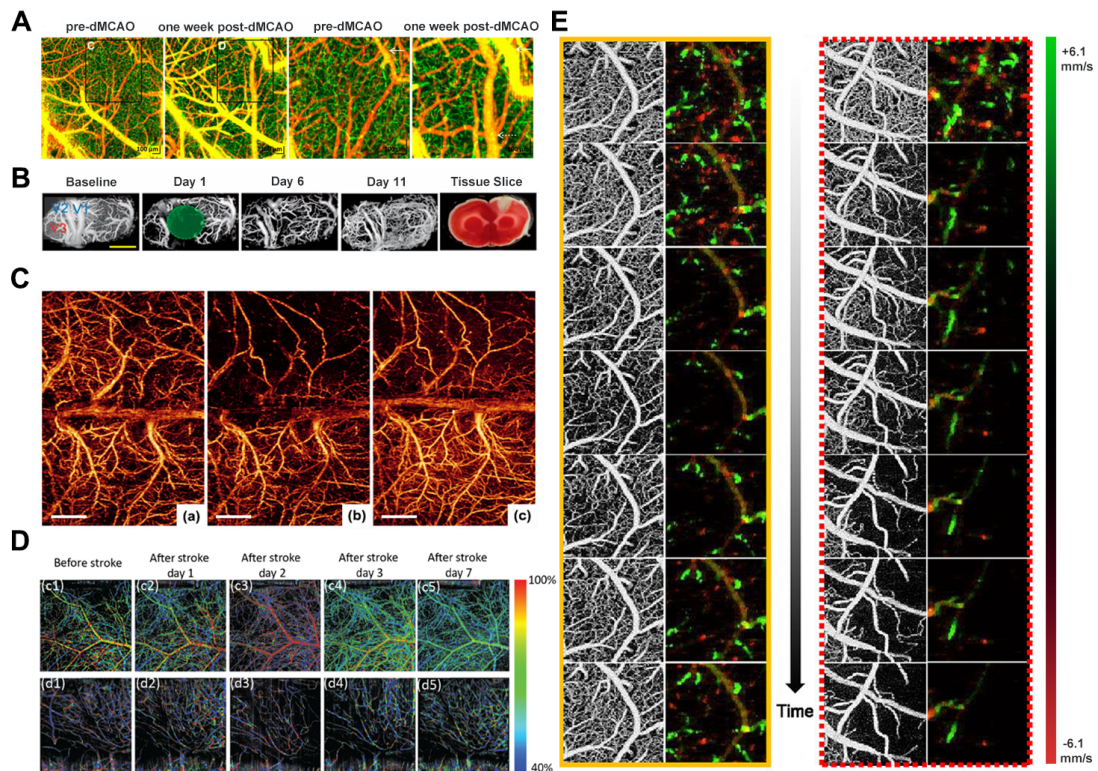 A
pre-dMCAO one week post-dMCAO pre-dMCAO one week post-dMCAO
C D
100 µm 100 µm
B
Baseline Day 1 Day 6 Day 11 Tissue Slice
V2 V1
V3
C
(a) (b) (c)
D
Before stroke After stroke After stroke After stroke After stroke
day 1 day 2 day 3 day 7
(c1) (c2) (c3) (c4) (c5)
100%
(d1) (d2) (d3) (d4) (d5)
40%
E
+6.1
mm/s
Time
-6.1
mm/s